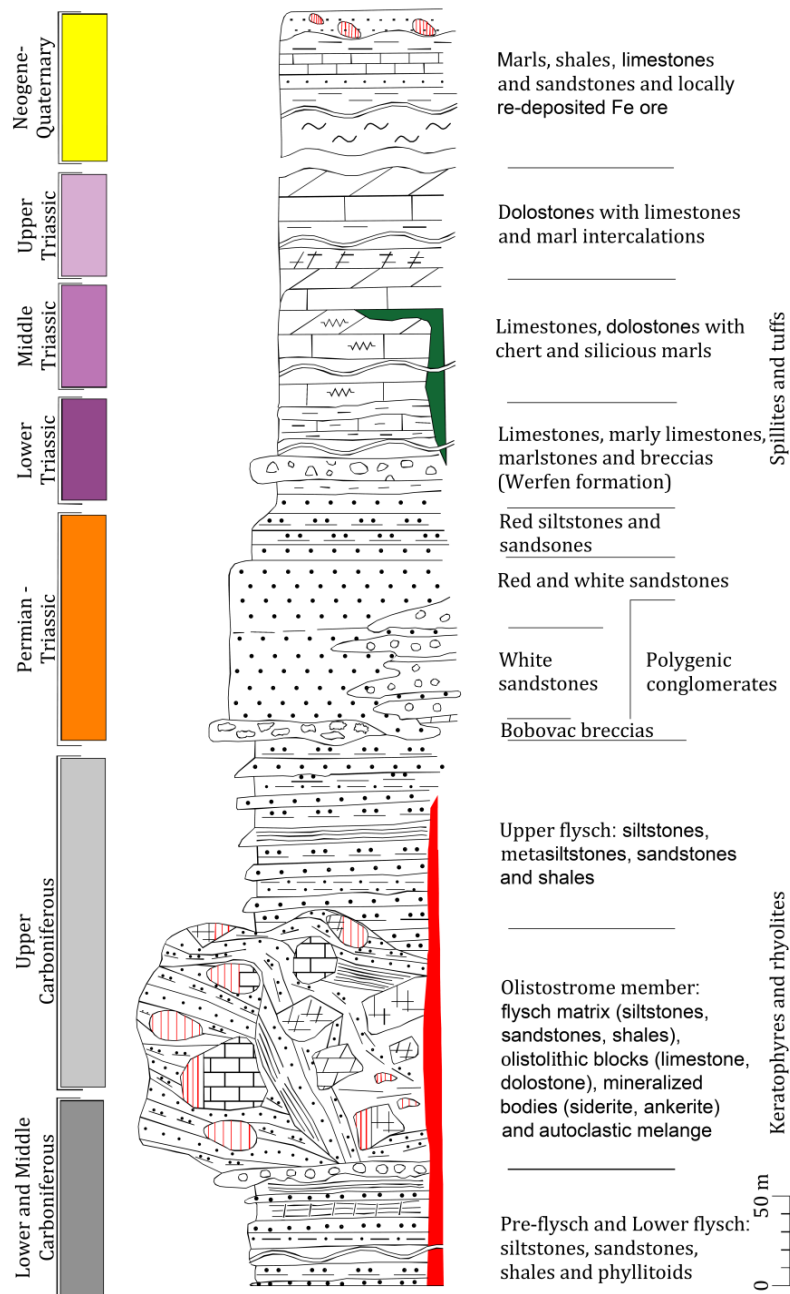 Neogene-
Quaternary
Marls, shales, limestones
and sandstones and locally
re-deposited Fe ore
Upper
Triassic
Dolostones with limestones
and marl intercalations
Middle
Triassic
Limestones, dolostones with
chert and silicious marls
Spillites and tuffs
Lower
Triassic
Limestones, marly limestones,
marlstones and breccias
(Werfen formation)
Permian -
Triassic
Red siltstones and
sandsones
Red and white sandstones
White
sandstones
Polygenic
conglomerates
Bobovac breccias
Upper
Carboniferous
Upper flysch: siltstones,
metasiltstones, sandstones
and shales
Olistostrome member:
flysch matrix (siltstones,
sandstones, shales),
olistolithic blocks (limestone,
dolostone), mineralized
bodies (siderite, ankerite)
and autoclastic melange
Keratophyres and rhyolites
Lower and Middle
Carboniferous
Pre-flysch and Lower flysch:
siltstones, sandstones,
shales and phyllitoids
50 m
0